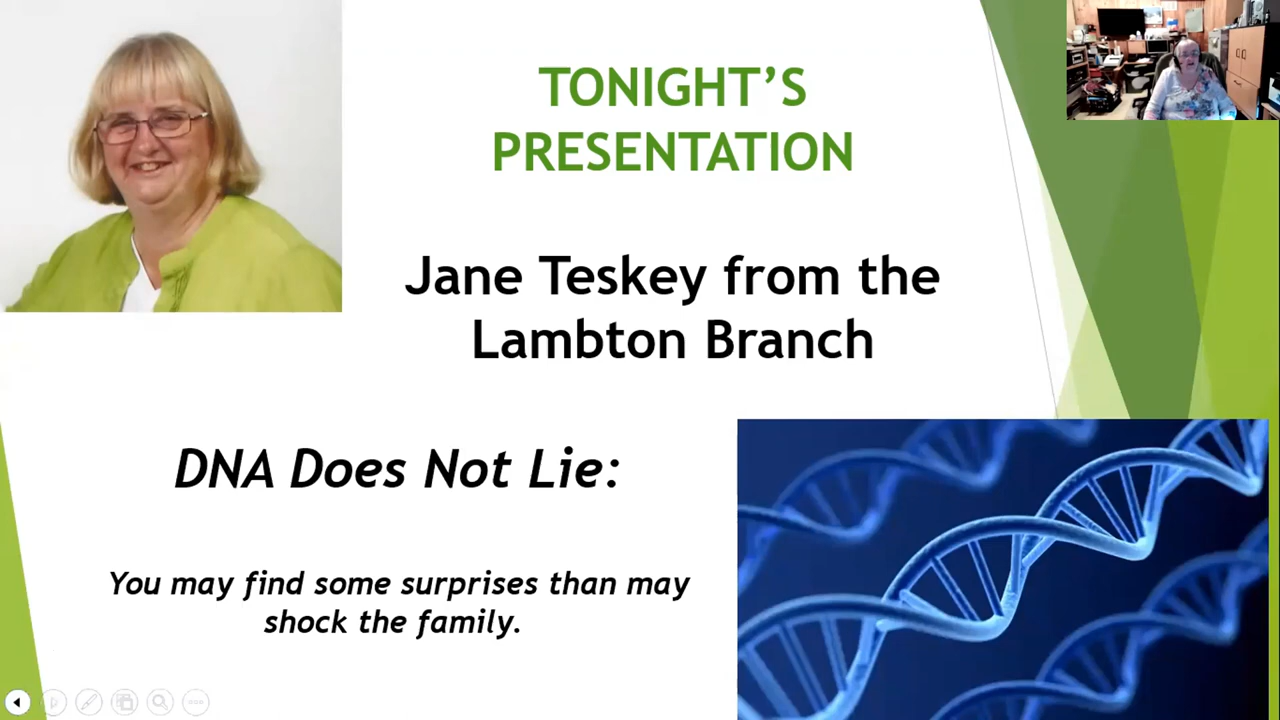 TONIGHT'S
PRESENTATION
Jane Teskey from the
Lambton Branch
DNA Does Not Lie:
You may find some surprises than may
shock the family.